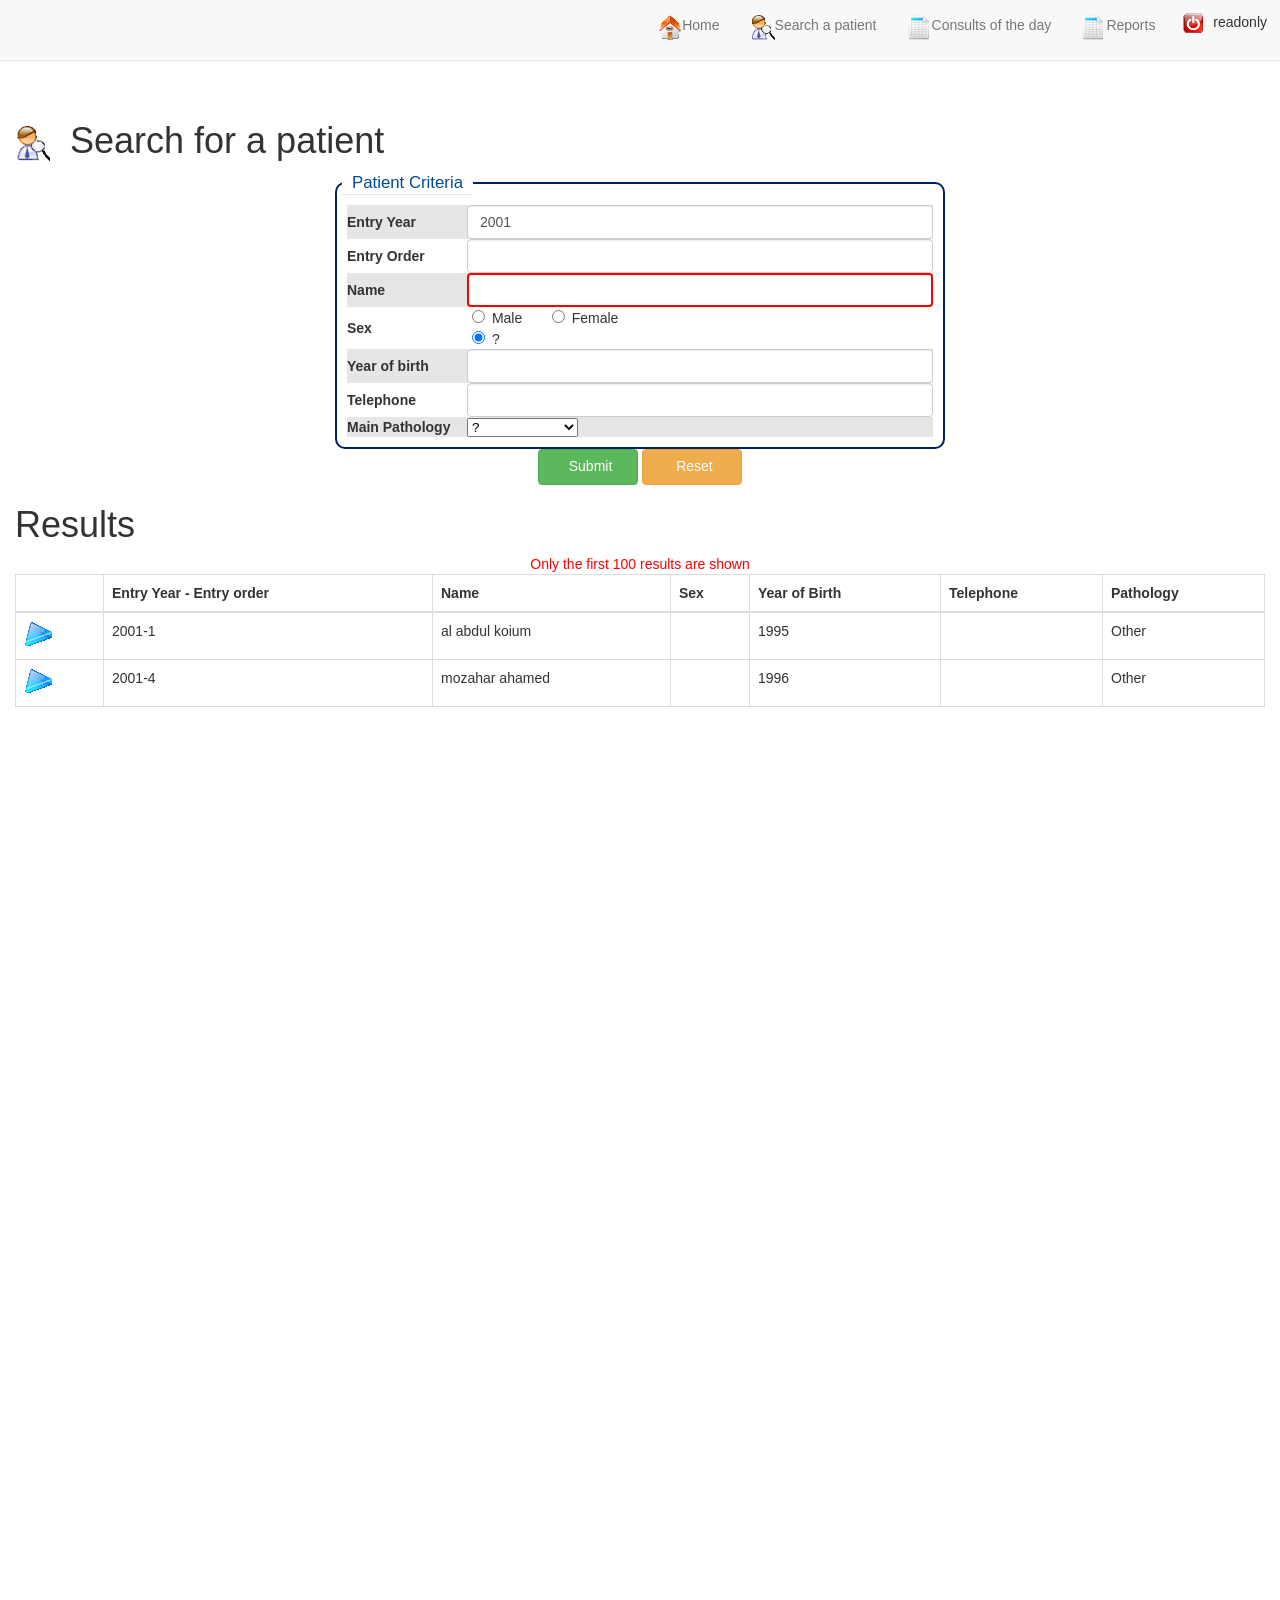 Home Search a patient Consults of the day Reports readonly
Search for a patient
Patient Criteria
Entry Year 2001
Entry Order
Name
Sex Male Female
?
Year of birth
Telephone
Main Pathology ?
Submit Reset
Results
Only the first 100 results are shown
Entry Year - Entry order Name Sex Year of Birth Telephone Pathology
2001-1 al abdul koium 1995 Other
2001-4 mozahar ahamed 1996 Other